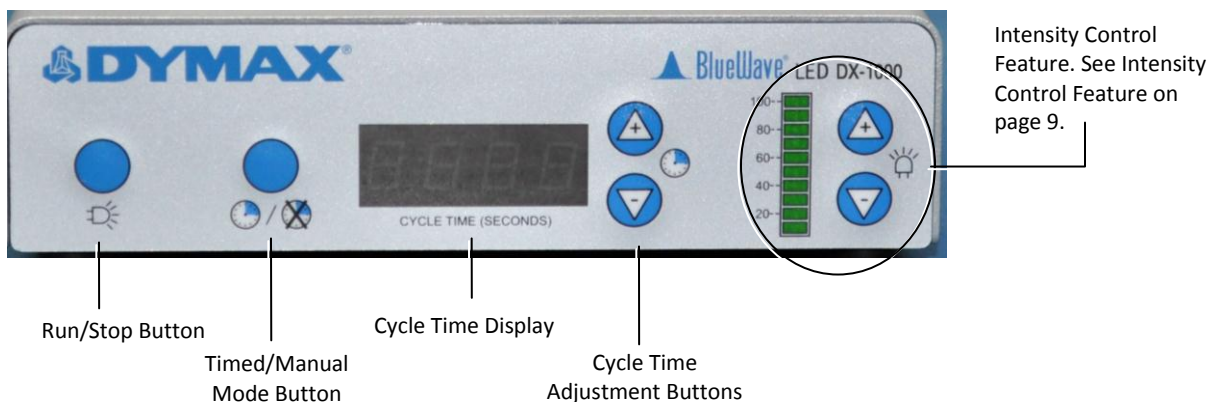 DYMAX®
BlueWave® LED DX-1000
100
80
60
40
20
CYCLE TIME (SECONDS)
Intensity Control
Feature. See Intensity
Control Feature on
page 9.
Run/Stop Button
Timed/Manual
Mode Button
Cycle Time Display
Cycle Time
Adjustment Buttons